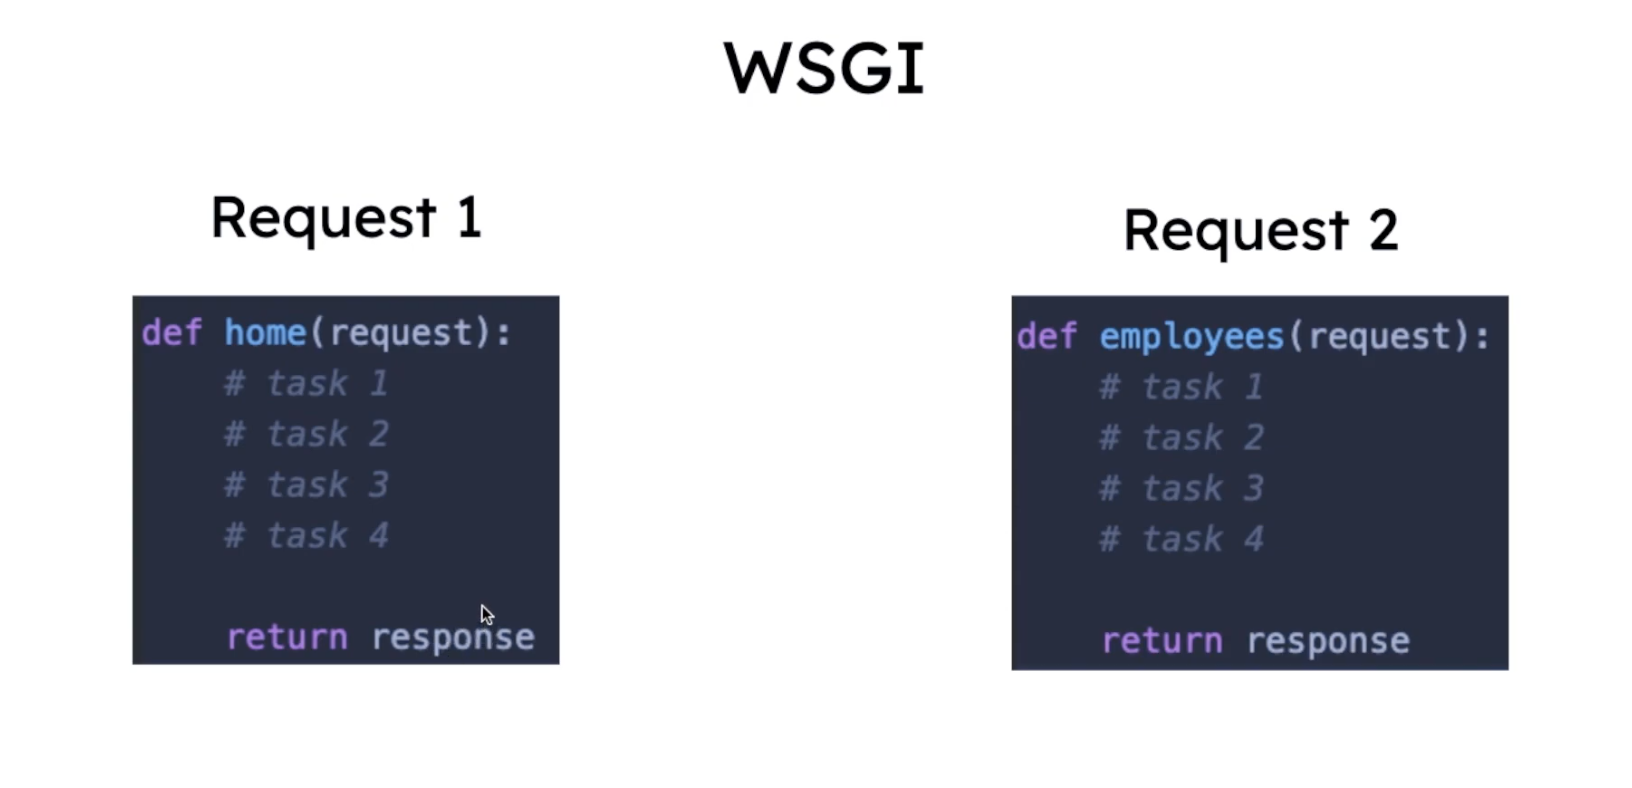 WSGI
Request 1
def home(request):
    # task 1
    # task 2
    # task 3
    # task 4
    return response
Request 2
def employees(request):
    # task 1
    # task 2
    # task 3
    # task 4
    return response